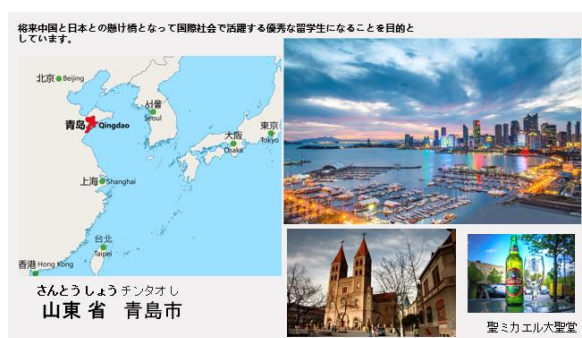 将来中国と日本との懸け橋となって国際社会で活躍する優秀な留学生になることを目的と
しています。
北京 Beijing
서울
Seoul
青岛 Qingdao
大阪
Osaka
東京
Tokyo
上海 Shanghai
台北
Taipei
香港 Hong Kong
さんとうしょう チンタオし
山東 省 青島市
聖ミカエル大聖堂